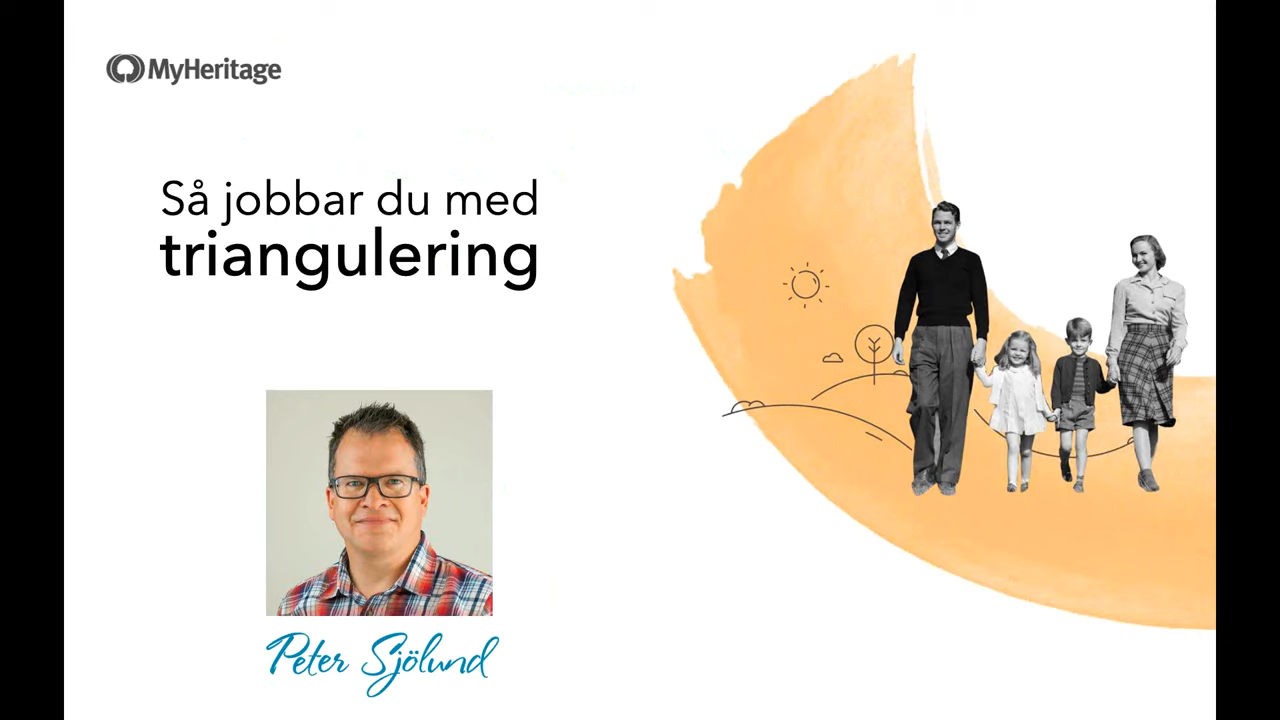 MyHeritage
Så jobbar du med
triangulering
Peter Sjölund